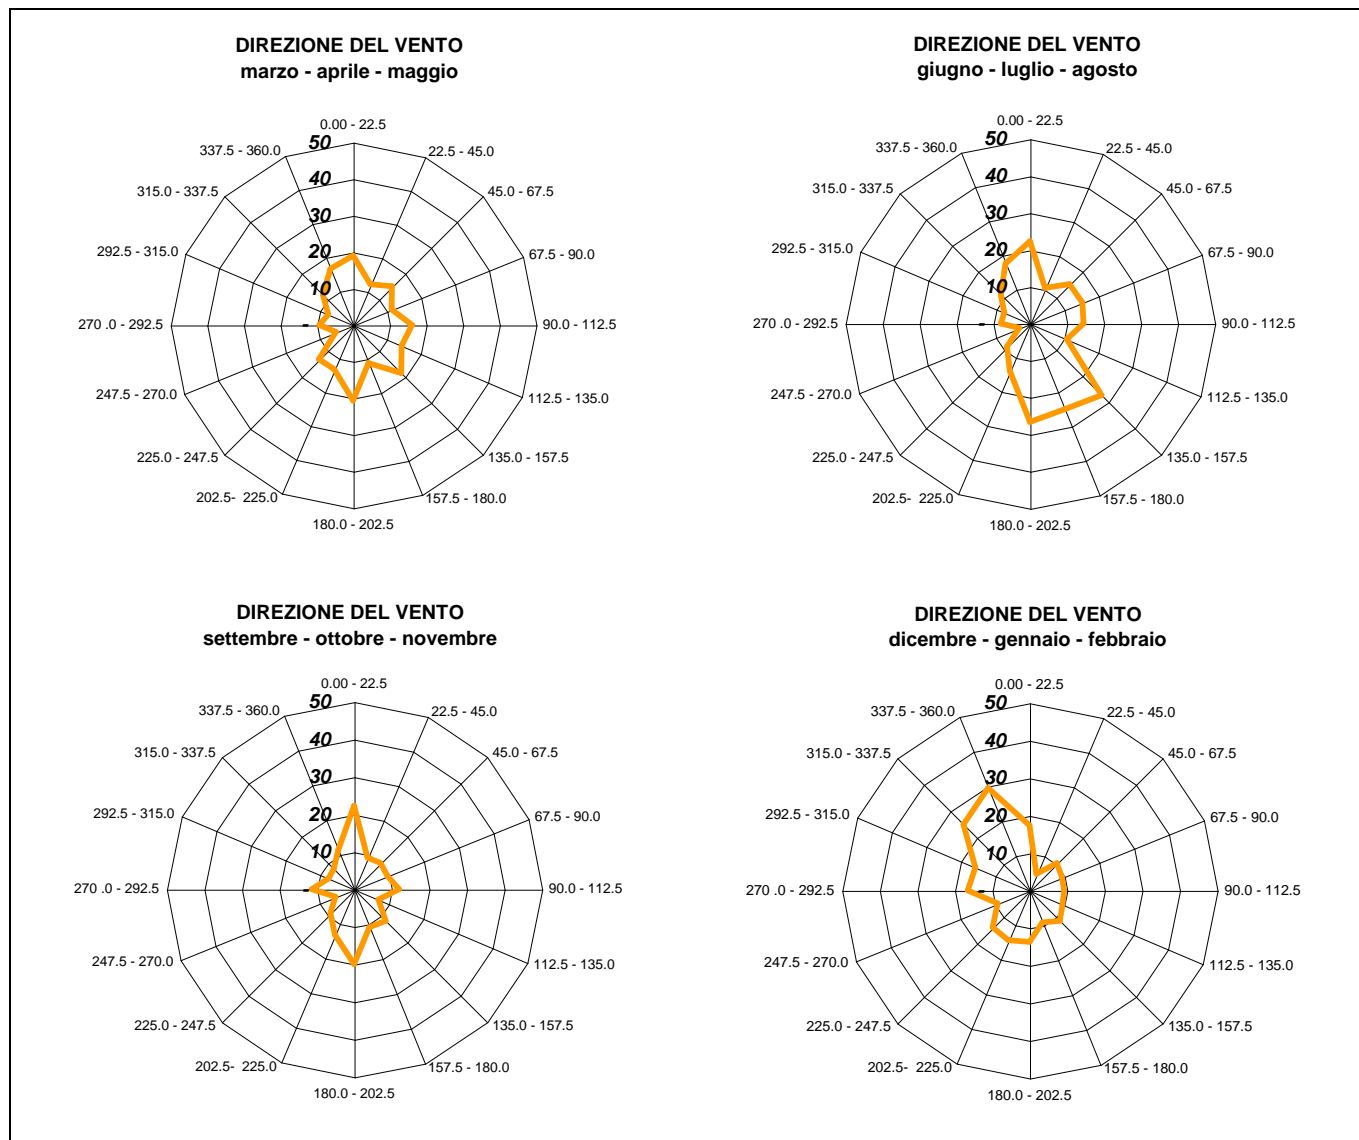 DIREZIONE DEL VENTO
marzo - aprile - maggio
0.00 - 22.5
22.5 - 45.0
45.0 - 67.5
67.5 - 90.0
90.0 - 112.5
112.5 - 135.0
135.0 - 157.5
157.5 - 180.0
180.0 - 202.5
202.5-  225.0
225.0 - 247.5
247.5 - 270.0
270 .0 - 292.5
292.5 - 315.0
315.0 - 337.5
337.5 - 360.0
50
40
30
20
10
-
DIREZIONE DEL VENTO
giugno - luglio - agosto
0.00 - 22.5
22.5 - 45.0
45.0 - 67.5
67.5 - 90.0
90.0 - 112.5
112.5 - 135.0
135.0 - 157.5
157.5 - 180.0
180.0 - 202.5
202.5-  225.0
225.0 - 247.5
247.5 - 270.0
270 .0 - 292.5
292.5 - 315.0
315.0 - 337.5
337.5 - 360.0
50
40
30
20
10
-
DIREZIONE DEL VENTO
settembre - ottobre - novembre
0.00 - 22.5
22.5 - 45.0
45.0 - 67.5
67.5 - 90.0
90.0 - 112.5
112.5 - 135.0
135.0 - 157.5
157.5 - 180.0
180.0 - 202.5
202.5-  225.0
225.0 - 247.5
247.5 - 270.0
270 .0 - 292.5
292.5 - 315.0
315.0 - 337.5
337.5 - 360.0
50
40
30
20
10
-
DIREZIONE DEL VENTO
dicembre - gennaio - febbraio
0.00 - 22.5
22.5 - 45.0
45.0 - 67.5
67.5 - 90.0
90.0 - 112.5
112.5 - 135.0
135.0 - 157.5
157.5 - 180.0
180.0 - 202.5
202.5-  225.0
225.0 - 247.5
247.5 - 270.0
270 .0 - 292.5
292.5 - 315.0
315.0 - 337.5
337.5 - 360.0
50
40
30
20
10
-